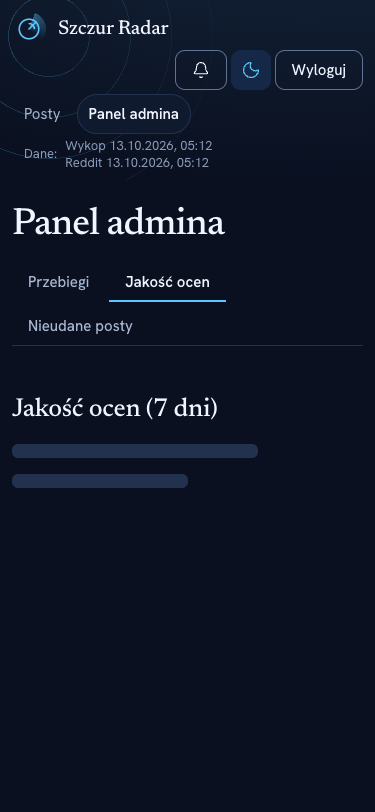 Szczur Radar
Wyloguj
Posty
Panel admina
Dane:
Wykop 13.10.2026, 05:12
Reddit 13.10.2026, 05:12
Panel admina
Przebiegi
Jakość ocen
Nieudane posty
Jakość ocen (7 dni)